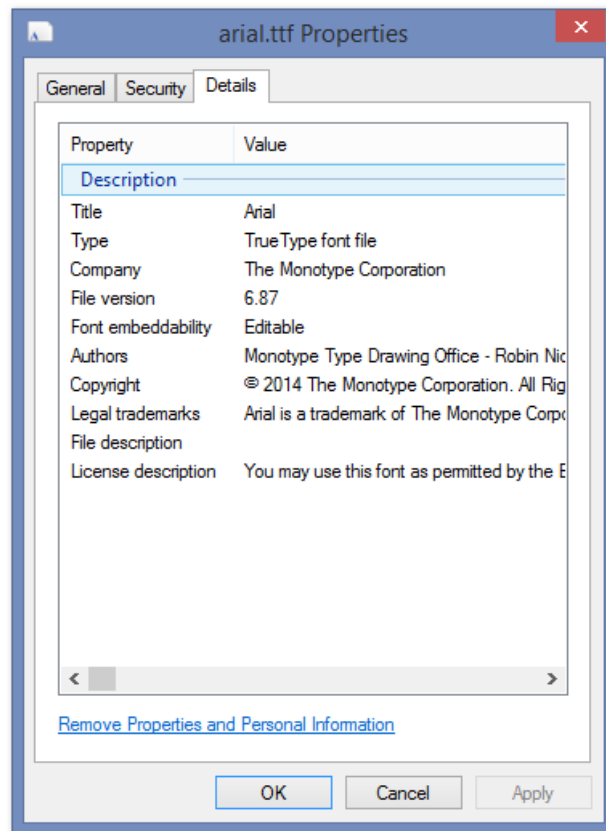 arial.ttf Properties
General Security Details
Property Value
Description
Title Arial
Type TrueType font file
Company The Monotype Corporation
File version 6.87
Font embeddability Editable
Authors Monotype Type Drawing Office - Robin Nic
Copyright © 2014 The Monotype Corporation. All Rig
Legal trademarks Arial is a trademark of The Monotype Corpo
File description
License description You may use this font as permitted by the E
Remove Properties and Personal Information
OK Cancel Apply